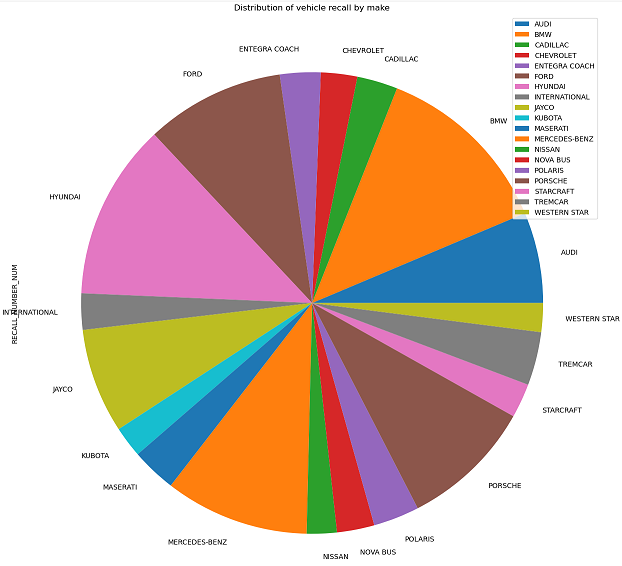 Distribution of vehicle recall by make
AUDI
BMW
CADILLAC
CHEVROLET
ENTEGRA COACH
FORD
HYUNDAI
INTERNATIONAL
JAYCO
KUBOTA
MASERATI
MERCEDES-BENZ
NISSAN
NOVA BUS
POLARIS
PORSCHE
STARCRAFT
TREMCAR
WESTERN STAR
ENTEGRA COACH
CHEVROLET
CADILLAC
FORD
BMW
HYUNDAI
AUDI
RECALL_NUMBER_NUM
INTERNATIONAL
WESTERN STAR
TREMCAR
JAYCO
STARCRAFT
KUBOTA
MASERATI
PORSCHE
MERCEDES-BENZ
POLARIS
NOVA BUS
NISSAN